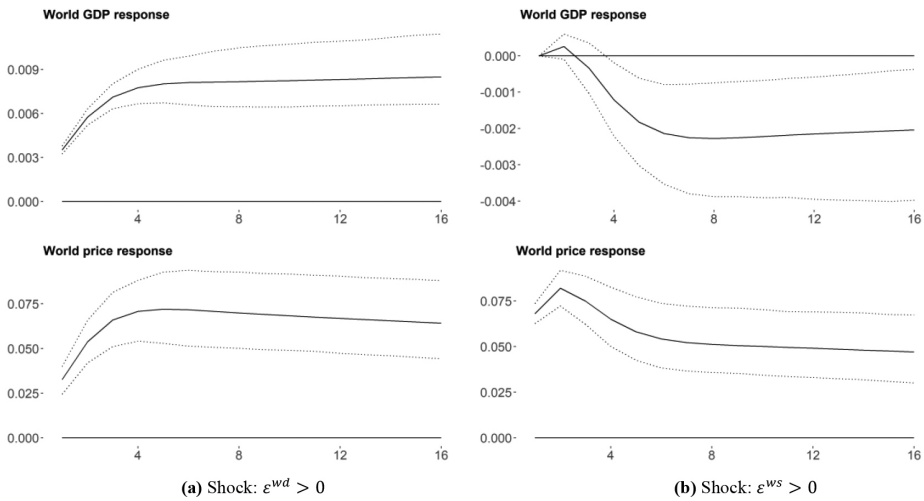 World GDP response
0.009
0.006
0.003
0.000
4 8 12 16
World GDP response
0.000
-0.001
-0.002
-0.003
-0.004
4 8 12 16
World price response
0.075
0.050
0.025
0.000
4 8 12 16
World price response
0.075
0.050
0.025
0.000
4 8 12 16
(a) Shock: ε^{wd} > 0
(b) Shock: ε^{ws} > 0